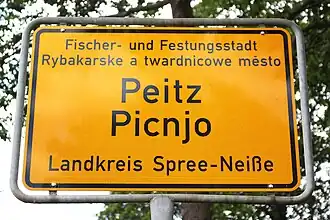 Fischer- und Festungsstadt
Rybakarske a twardnicowe město
Peitz
Picnjo
Landkreis Spree-Neiße